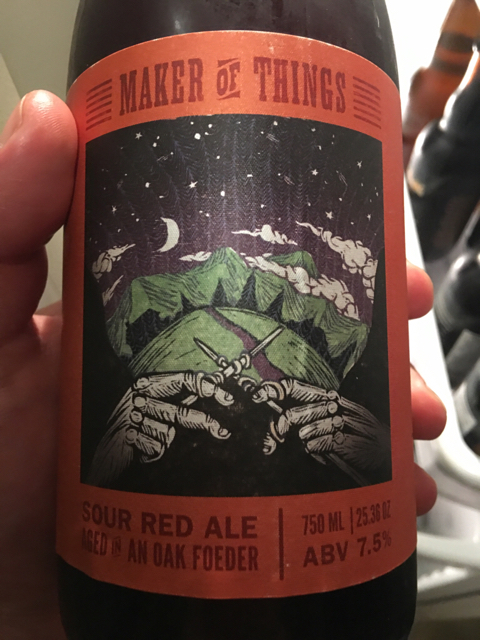 MAKER OF THINGS
SOUR RED ALE
AGED IN AN OAK FOEDER
750 ML | 25.36 OZ
ABV 7.5%